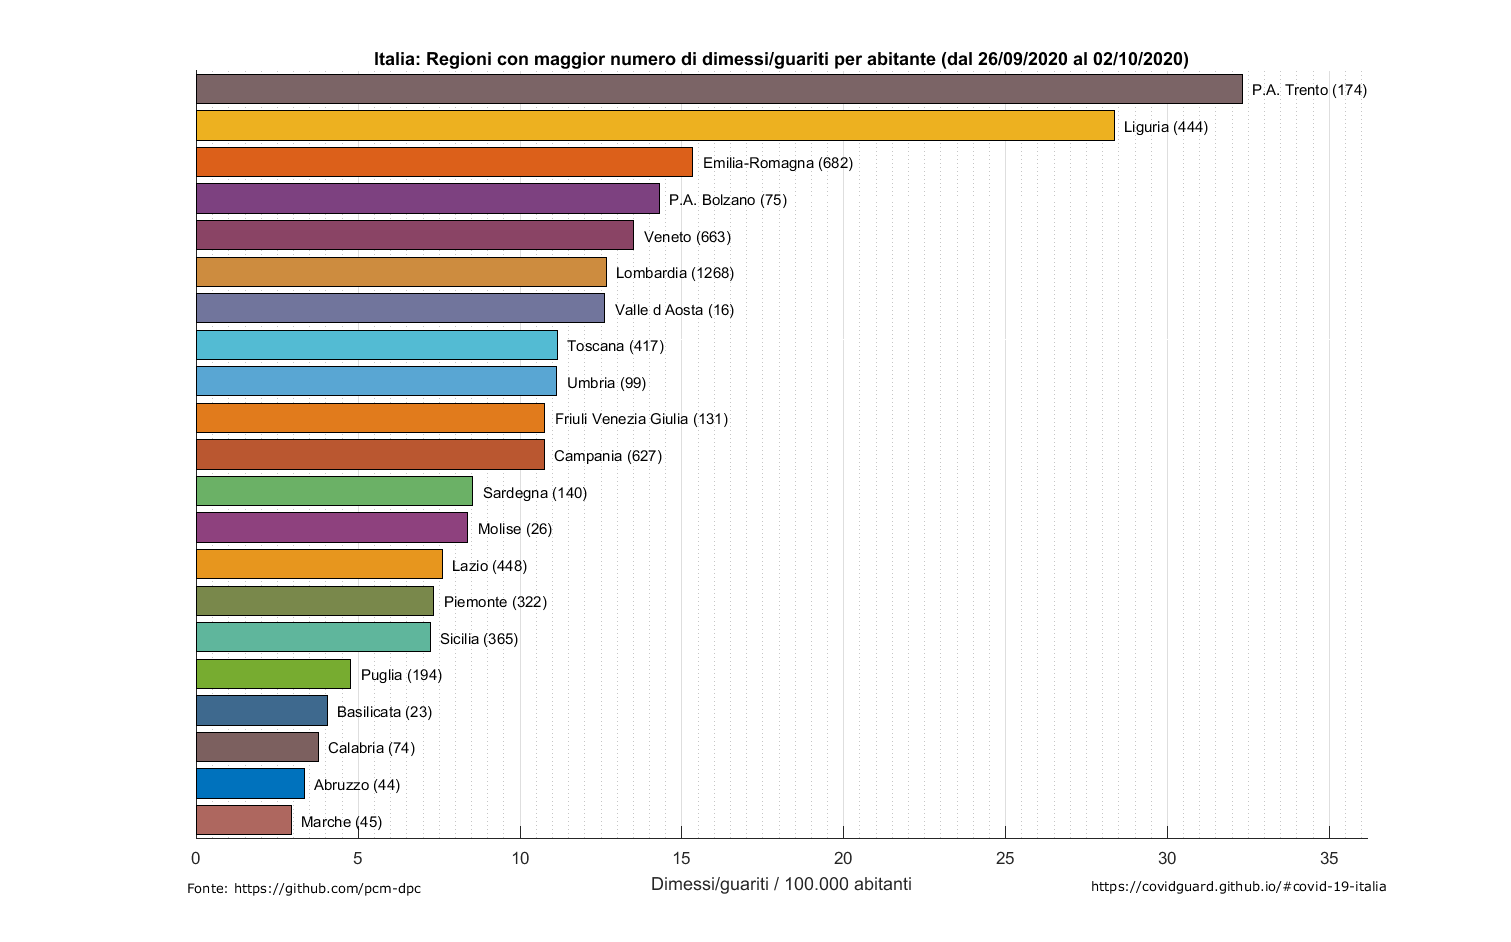 Italia: Regioni con maggior numero di dimessi/guariti per abitante (dal 26/09/2020 al 02/10/2020)
P.A. Trento (174)
Liguria (444)
Emilia-Romagna (682)
P.A. Bolzano (75)
Veneto (663)
Lombardia (1268)
Valle d Aosta (16)
Toscana (417)
Umbria (99)
Friuli Venezia Giulia (131)
Campania (627)
Sardegna (140)
Molise (26)
Lazio (448)
Piemonte (322)
Sicilia (365)
Puglia (194)
Basilicata (23)
Calabria (74)
Abruzzo (44)
Marche (45)
0 5 10 15 20 25 30 35
Dimessi/guariti / 100.000 abitanti
Fonte: https://github.com/pcm-dpc
https://covidguard.github.io/#covid-19-italia